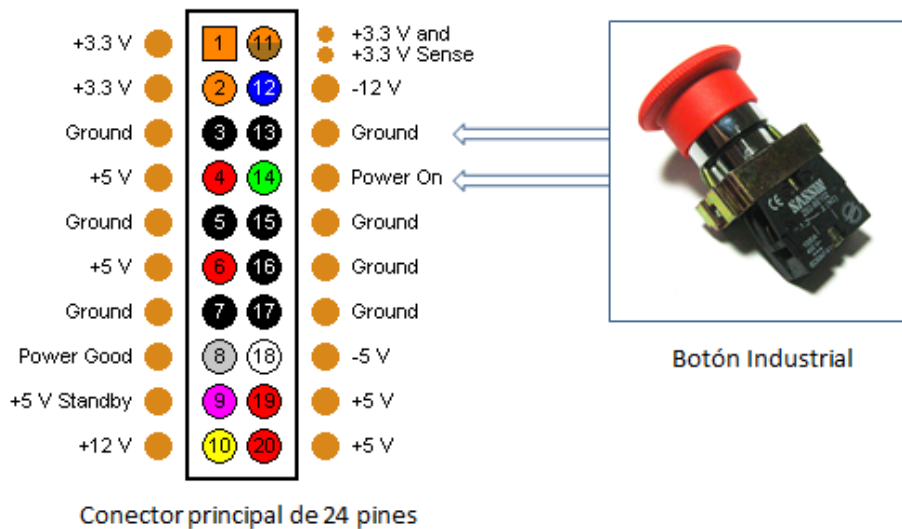 +3.3 V 1 11 +3.3 V and
+3.3 V Sense
+3.3 V 2 12 -12 V
Ground 3 13 Ground
+5 V 4 14 Power On
Ground 5 15 Ground
+5 V 6 16 Ground
Ground 7 17 Ground
Power Good 8 18 -5 V
+5 V Standby 9 19 +5 V
+12 V 10 20 +5 V
Conector principal de 24 pines
SASSIN
CE
Botón Industrial